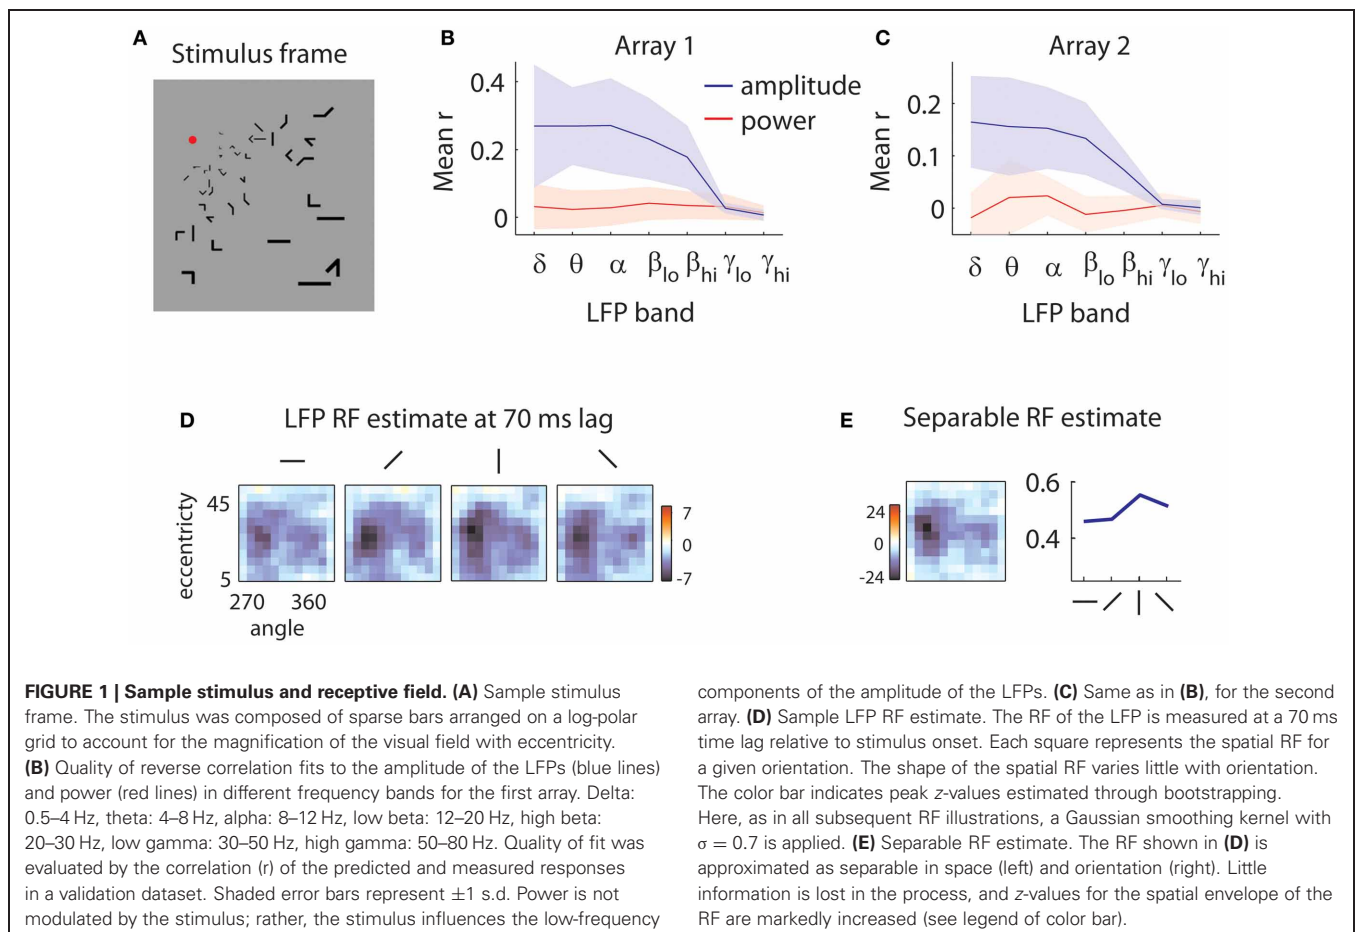 A
Stimulus frame
B
Array 1
0.4
0.2
0
Mean r
amplitude
power
δ θ α βlo βhi γlo γhi
LFP band
C
Array 2
0.2
0.1
0
Mean r
δ θ α βlo βhi γlo γhi
LFP band
D
LFP RF estimate at 70 ms lag
eccentricty
45
5
270 360
angle
7
0
-7
E
Separable RF estimate
24
0
-24
0.6
0.4
FIGURE 1 | Sample stimulus and receptive field. (A) Sample stimulus
frame. The stimulus was composed of sparse bars arranged on a log-polar
grid to account for the magnification of the visual field with eccentricity.
(B) Quality of reverse correlation fits to the amplitude of the LFPs (blue lines)
and power (red lines) in different frequency bands for the first array. Delta:
0.5–4 Hz, theta: 4–8 Hz, alpha: 8–12 Hz, low beta: 12–20 Hz, high beta:
20–30 Hz, low gamma: 30–50 Hz, high gamma: 50–80 Hz. Quality of fit was
evaluated by the correlation (r) of the predicted and measured responses
in a validation dataset. Shaded error bars represent ±1 s.d. Power is not
modulated by the stimulus; rather, the stimulus influences the low-frequency
components of the amplitude of the LFPs. (C) Same as in (B), for the second
array. (D) Sample LFP RF estimate. The RF of the LFP is measured at a 70 ms
time lag relative to stimulus onset. Each square represents the spatial RF for
a given orientation. The shape of the spatial RF varies little with orientation.
The color bar indicates peak z-values estimated through bootstrapping.
Here, as in all subsequent RF illustrations, a Gaussian smoothing kernel with
σ = 0.7 is applied. (E) Separable RF estimate. The RF shown in (D) is
approximated as separable in space (left) and orientation (right). Little
information is lost in the process, and z-values for the spatial envelope of the
RF are markedly increased (see legend of color bar).